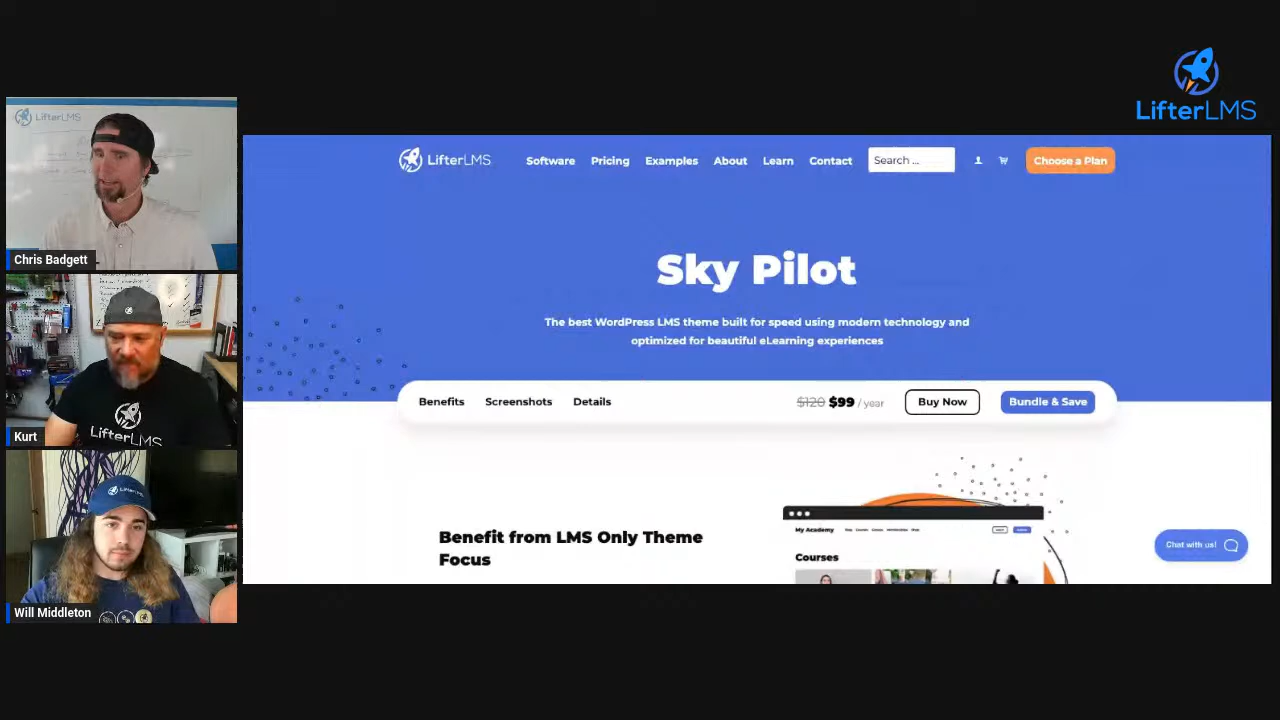 LifterLMS
LifterLMS
Chris Badgett
LifterLMS
Kurt
Will Middleton
LifterLMS
Software
Pricing
Examples
About
Learn
Contact
Search ...
Choose a Plan
Sky Pilot
The best WordPress LMS theme built for speed using modern technology and
optimized for beautiful eLearning experiences
Benefits
Screenshots
Details
$120 $99 / year
Buy Now
Bundle & Save
Benefit from LMS Only Theme
Focus
My Academy
Courses
Chat with us!